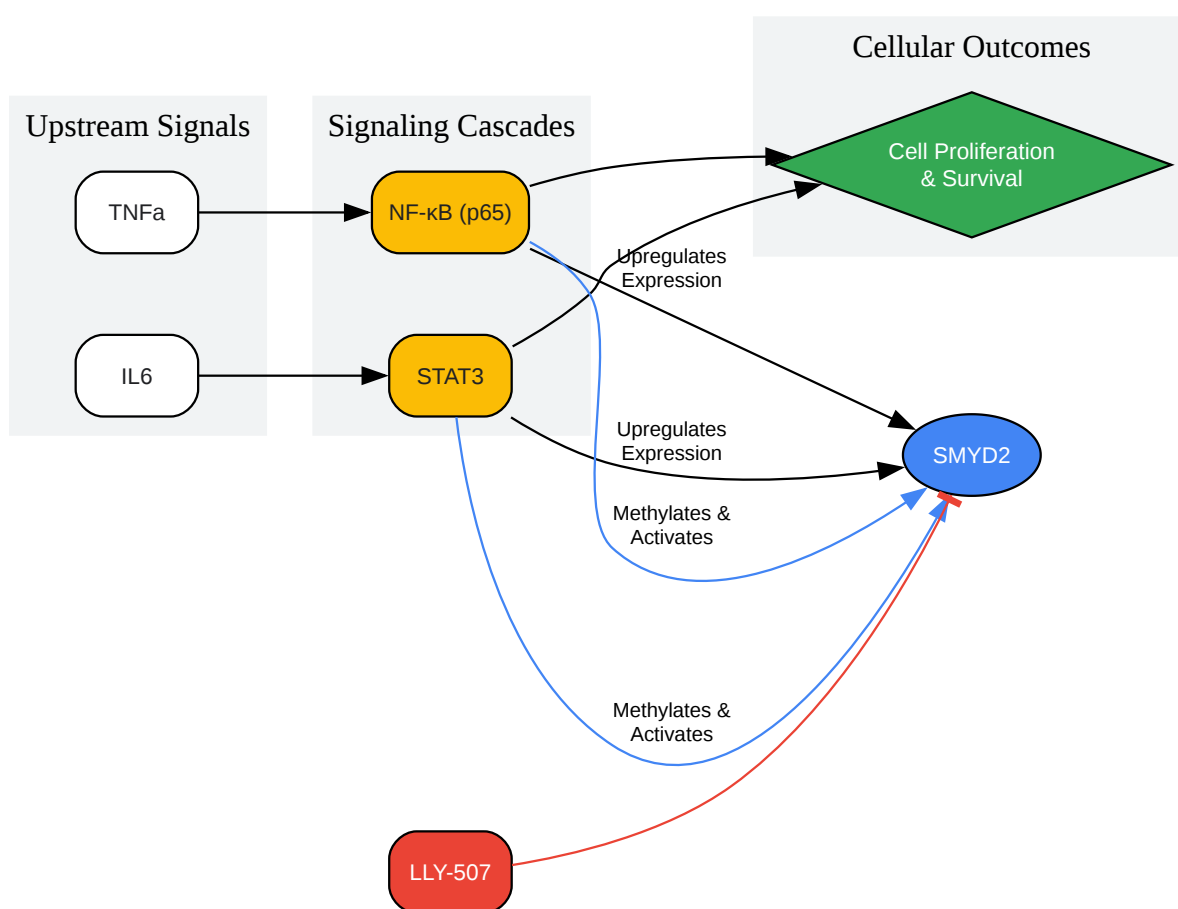 Cellular Outcomes
Upstream Signals
Signaling Cascades
Cell Proliferation
& Survival
TNFa
NF-κB (p65)
Upregulates
Expression
IL6
STAT3
Upregulates
Expression
SMYD2
Methylates &
Activates
Methylates &
Activates
LLY-507